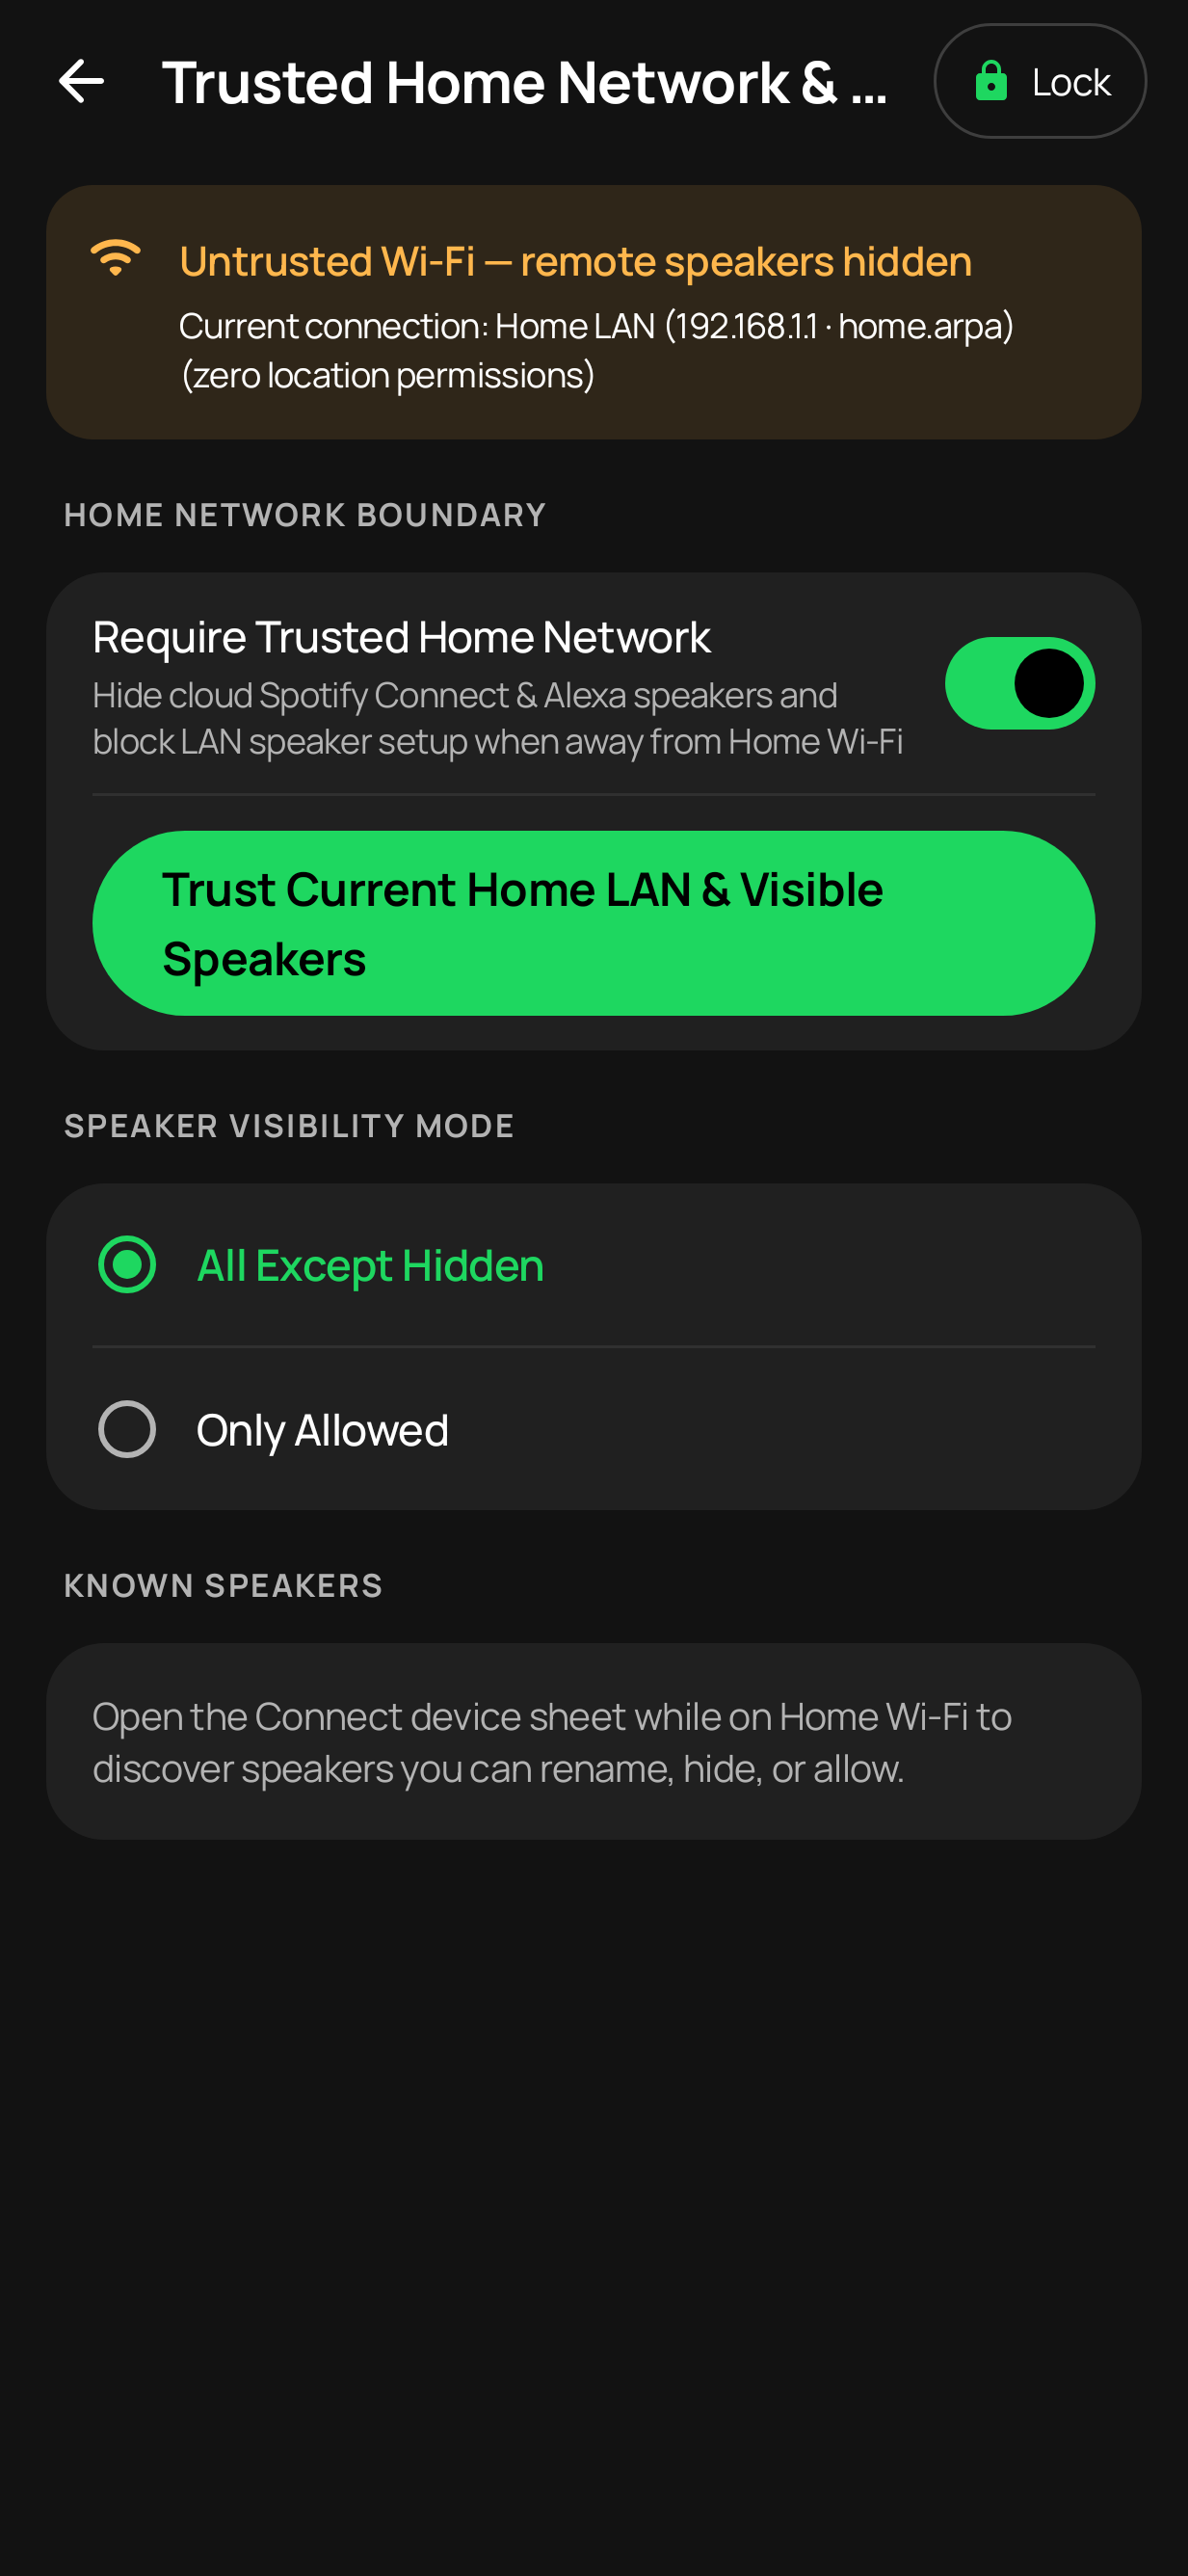 Trusted Home Network & ...
Lock
Untrusted Wi-Fi — remote speakers hidden
Current connection: Home LAN (192.168.1.1 · home.arpa)
(zero location permissions)
HOME NETWORK BOUNDARY
Require Trusted Home Network
Hide cloud Spotify Connect & Alexa speakers and
block LAN speaker setup when away from Home Wi-Fi
Trust Current Home LAN & Visible
Speakers
SPEAKER VISIBILITY MODE
All Except Hidden
Only Allowed
KNOWN SPEAKERS
Open the Connect device sheet while on Home Wi-Fi to
discover speakers you can rename, hide, or allow.